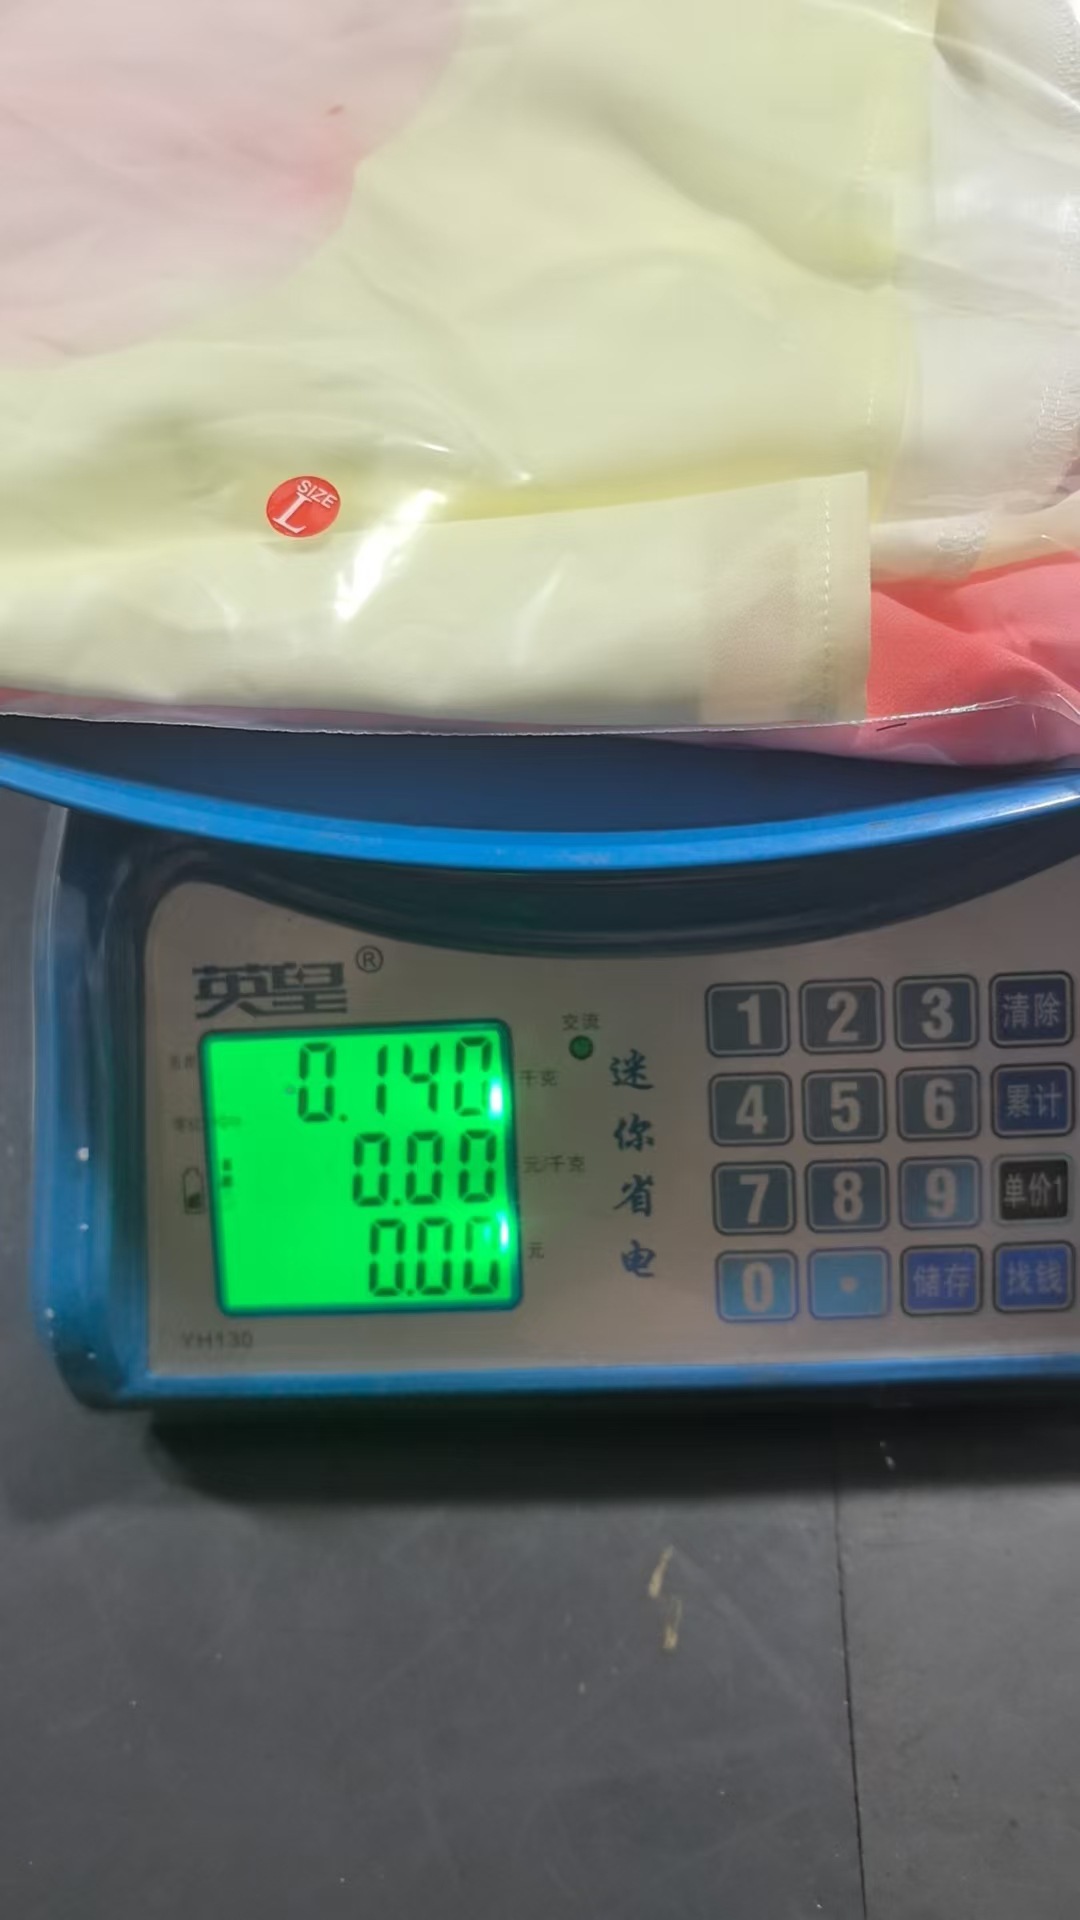 SIZE
L
英皇®
交流
0.140
千克
0.00
元/千克
0.00
元
迷
你
省
电
1 2 3 清除
4 5 6 累计
7 8 9 单价1
0 . 储存 找钱
YH130